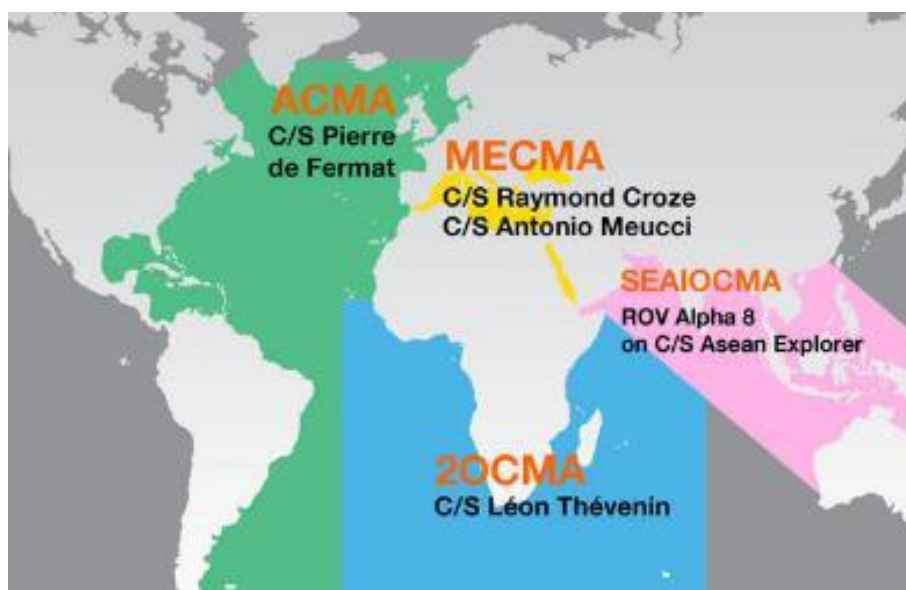 ACMA
C/S Pierre
de Fermat
MECMA
C/S Raymond Croze
C/S Antonio Meucci
SEAIOCMA
ROV Alpha 8
on C/S Asean Explorer
2OCMA
C/S Léon Thévenin